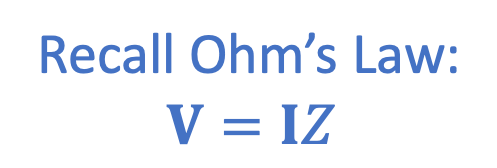 Recall Ohm’s Law:
V = IZ